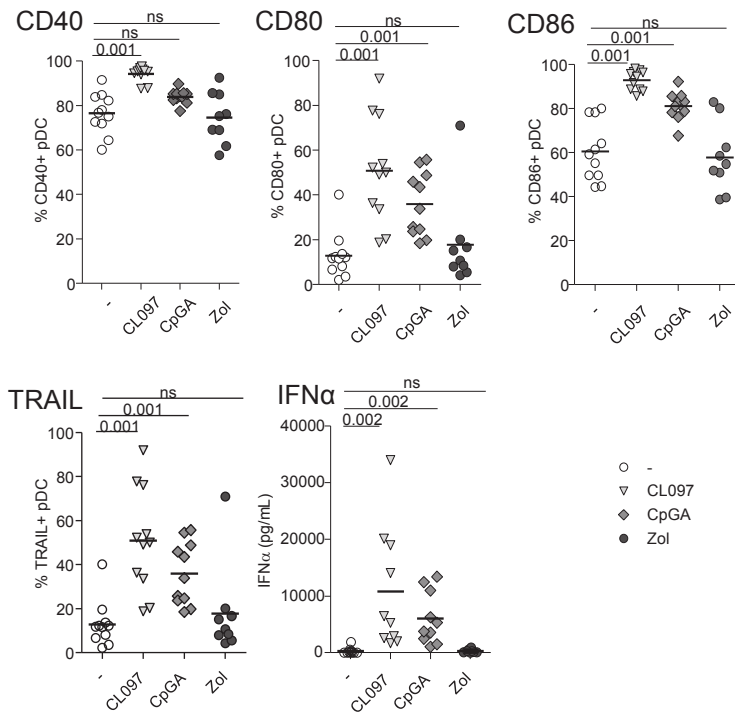 CD40
ns
ns
0.001
% CD40+ pDC
100
80
60
40
20
0
-
CL097
CpGA
Zol
CD80
ns
0.001
0.001
% CD80+ pDC
100
80
60
40
20
0
-
CL097
CpGA
Zol
CD86
ns
0.001
0.001
% CD86+ pDC
100
80
60
40
20
0
-
CL097
CpGA
Zol
TRAIL
ns
0.001
0.001
% TRAIL+ pDC
100
80
60
40
20
0
-
CL097
CpGA
Zol
IFNα
ns
0.002
0.002
IFNα (pg/mL)
40000
30000
20000
10000
0
-
CL097
CpGA
Zol
-
CL097
CpGA
Zol